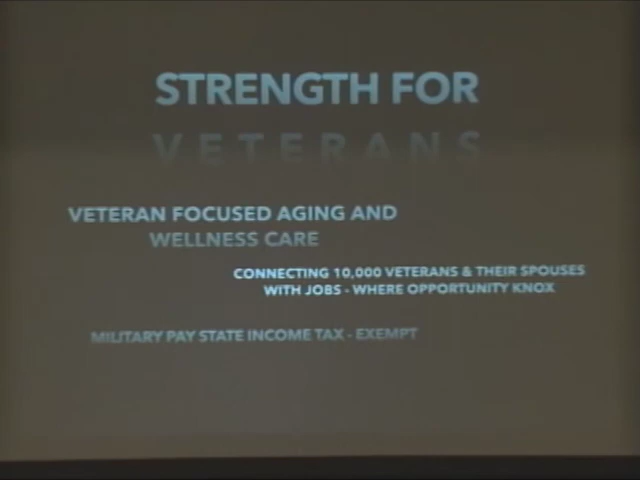 STRENGTH FOR
VETERANS
VETERAN FOCUSED AGING AND
WELLNESS CARE
CONNECTING 10,000 VETERANS & THEIR SPOUSES
WITH JOBS - WHERE OPPORTUNITY KNOX
MILITARY PAY STATE INCOME TAX - EXEMPT